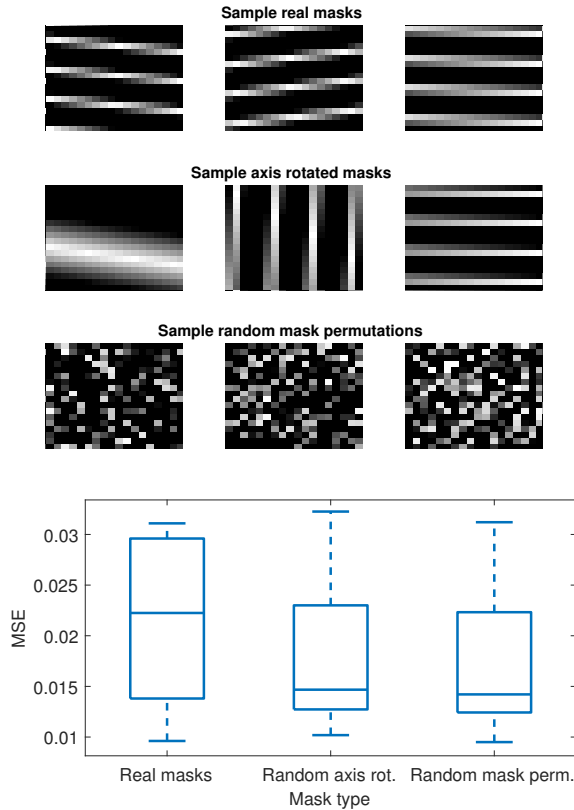 Sample real masks
Sample axis rotated masks
Sample random mask permutations
0.03
0.025
0.02
0.015
0.01
MSE
Real masks Random axis rot. Random mask perm.
Mask type